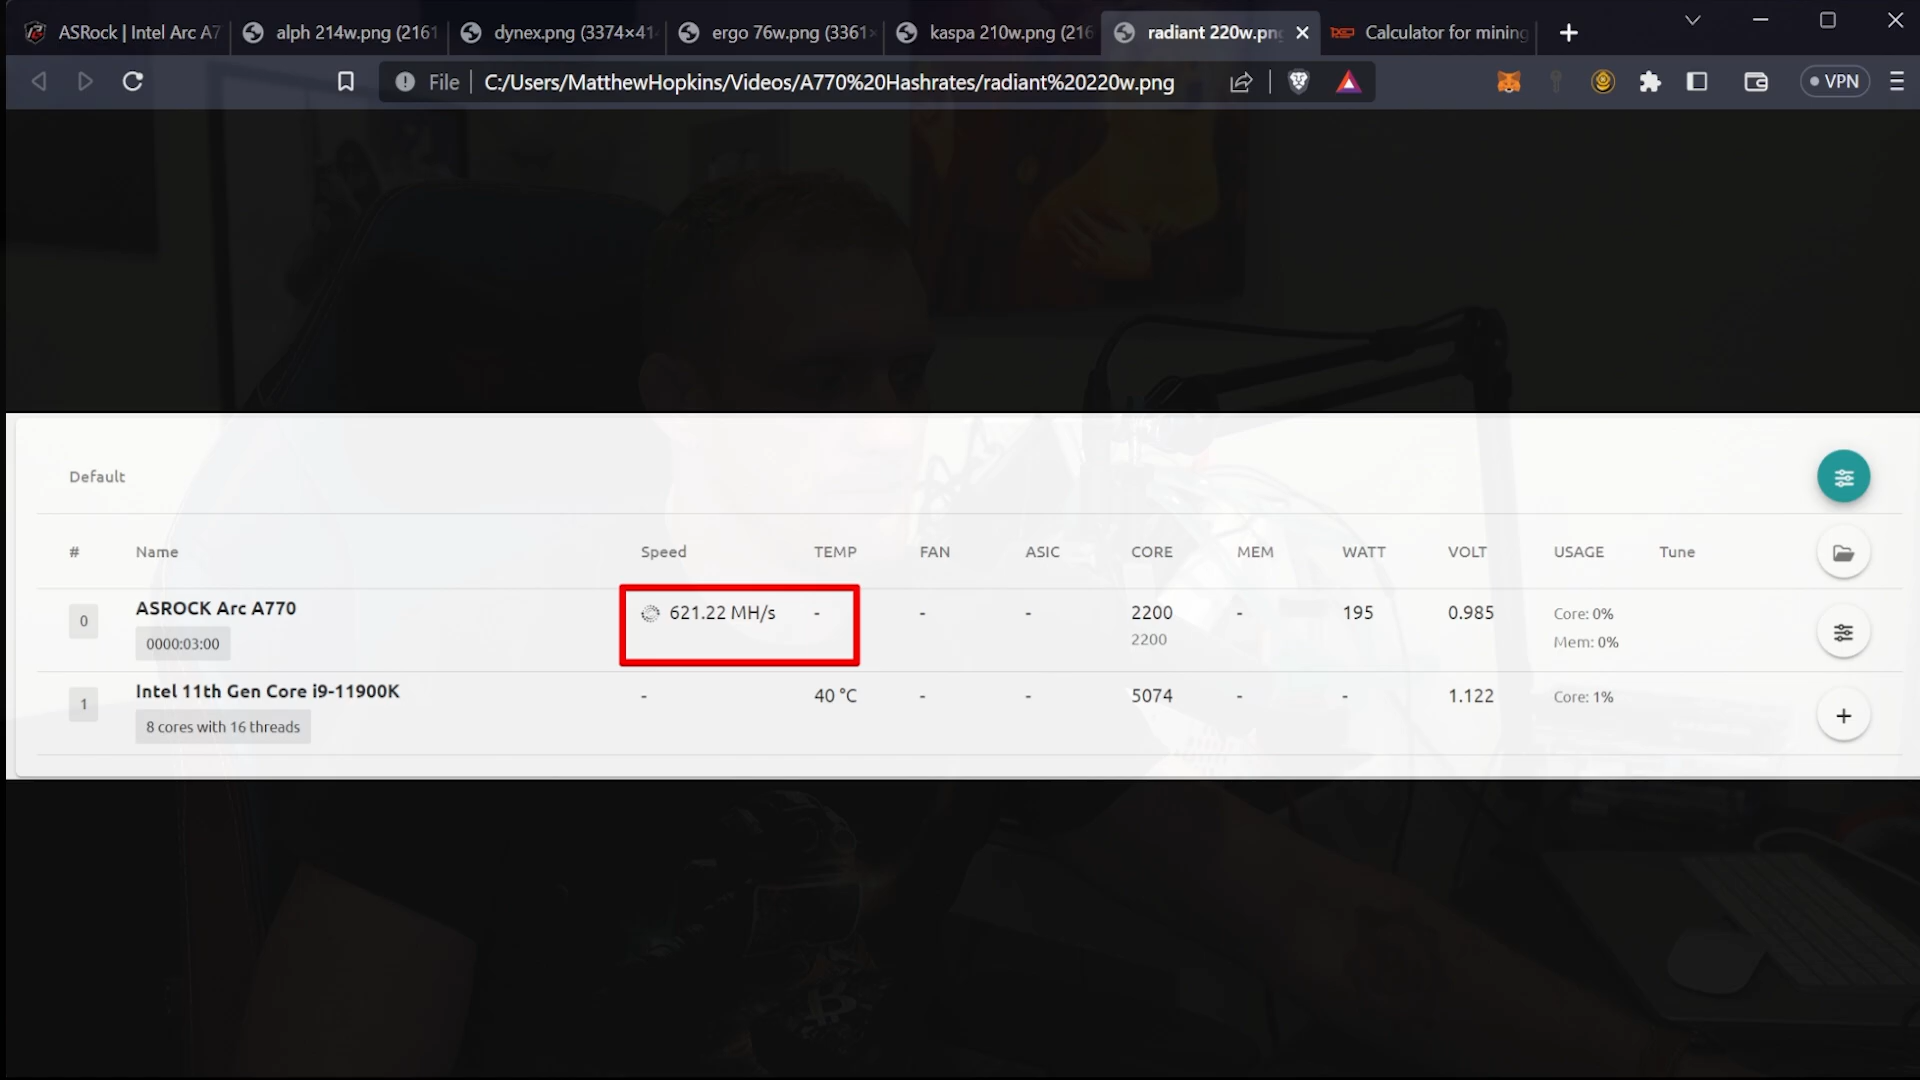 ASRock | Intel Arc A7
alph 214w.png (2161
dynex.png (3374×41
ergo 76w.png (3361×
kaspa 210w.png (216
radiant 220w.pn
Calculator for mining
File
C:/Users/MatthewHopkins/Videos/A770%20Hashrates/radiant%20220w.png
VPN
Default
# Name Speed TEMP FAN ASIC CORE MEM WATT VOLT USAGE Tune
0 ASROCK Arc A770 621.22 MH/s - - - 2200 - 195 0.985 Core: 0%
0000:03:00 2200 Mem: 0%
1 Intel 11th Gen Core i9-11900K - 40 °C - - 5074 - - 1.122 Core: 1%
8 cores with 16 threads